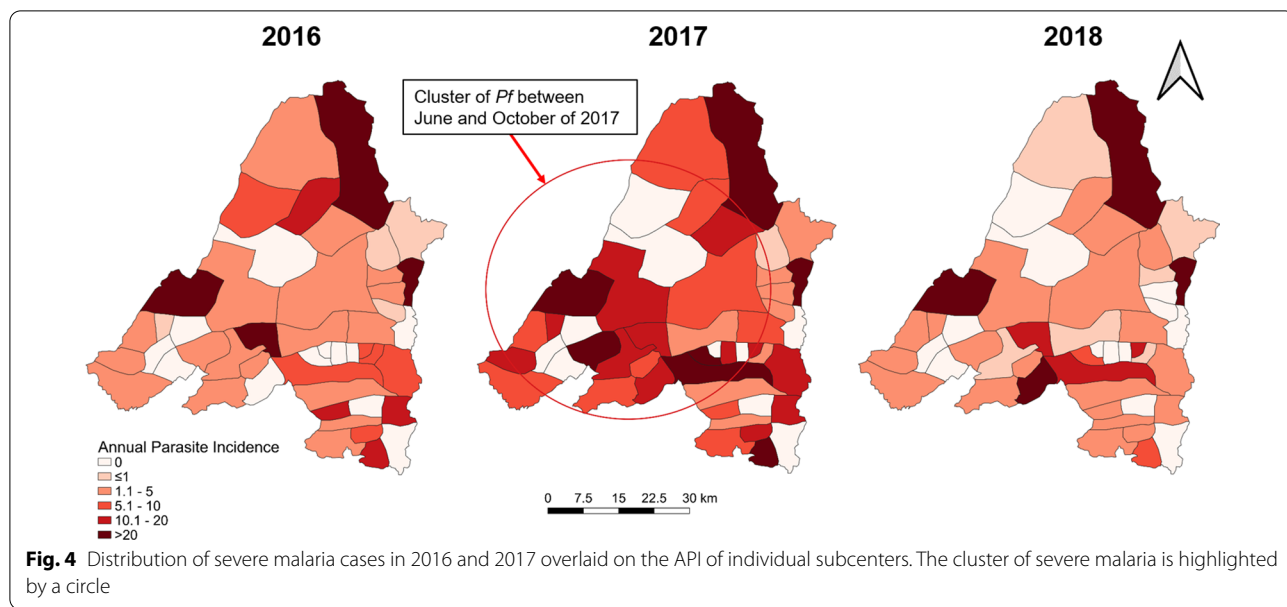 2016
2017
2018
Cluster of Pf between
June and October of 2017
Annual Parasite Incidence
0
≤1
1.1 - 5
5.1 - 10
10.1 - 20
>20
0 7.5 15 22.5 30 km
Fig. 4 Distribution of severe malaria cases in 2016 and 2017 overlaid on the API of individual subcenters. The cluster of severe malaria is highlighted
by a circle